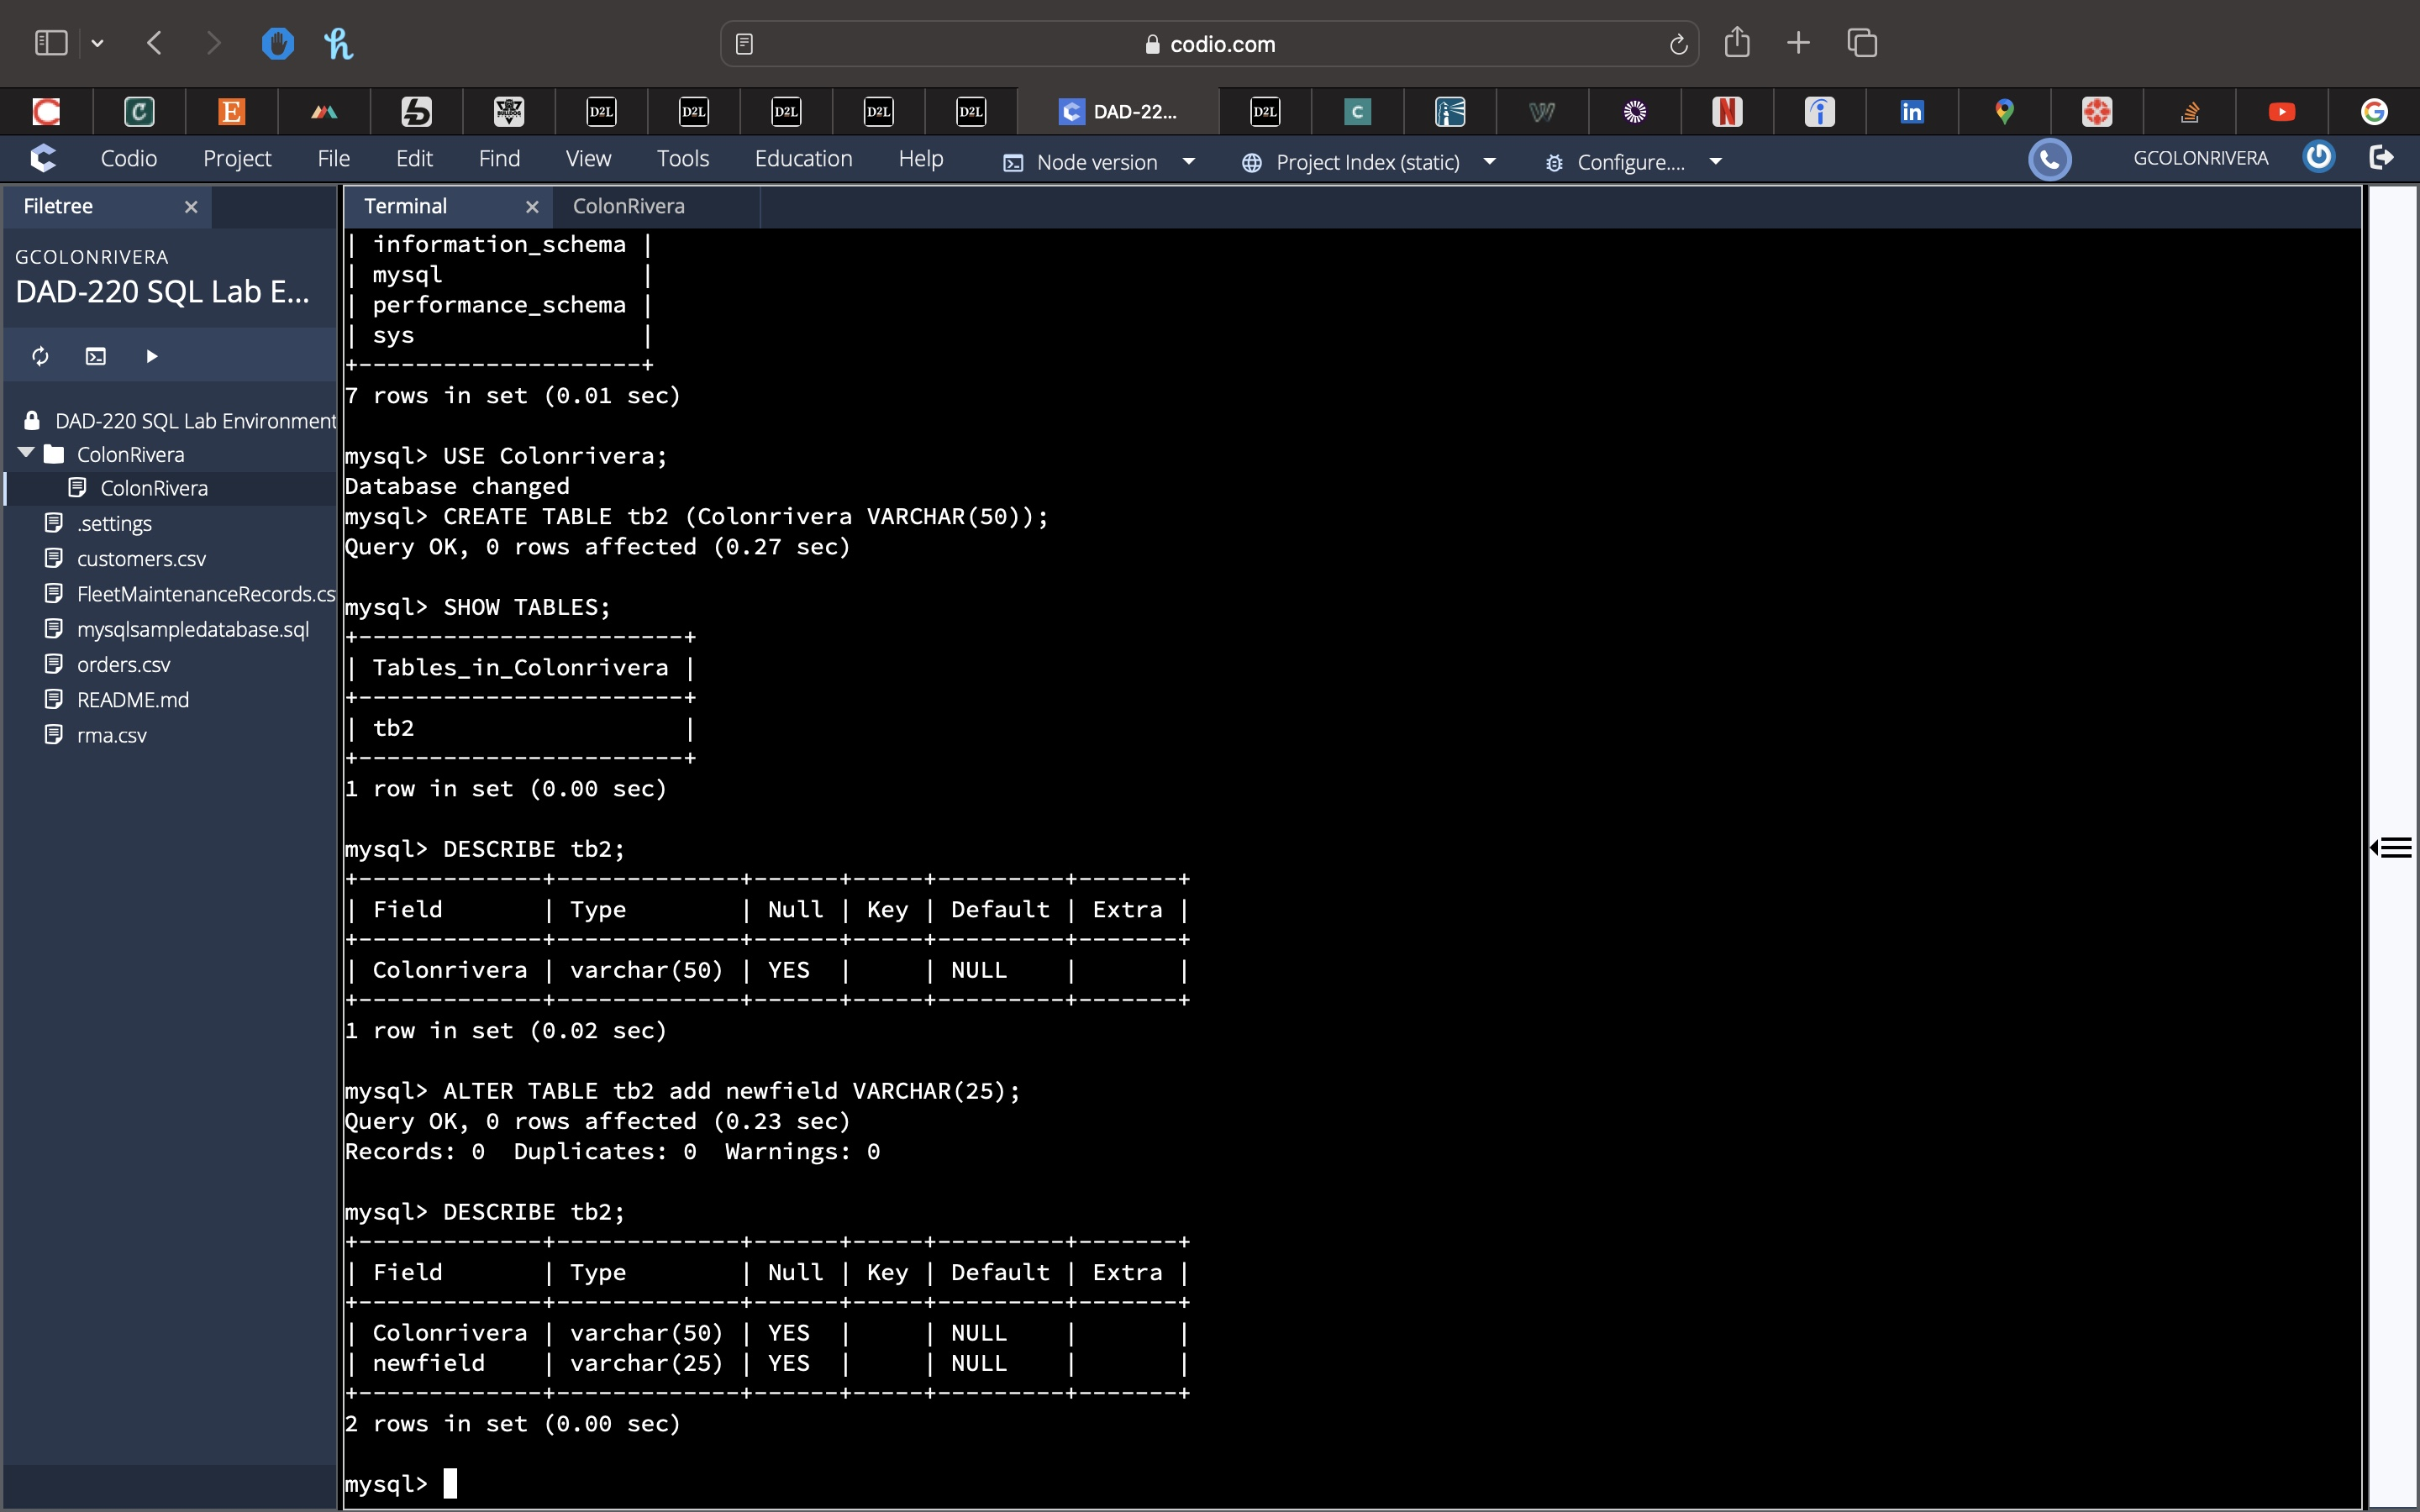 codio.com
C
C
E
D2L
D2L
D2L
D2L
D2L
DAD-22...
D2L
C
W
N
i
in
G
Codio Project File Edit Find View Tools Education Help Node version Project Index (static) Configure.... GCOLONRIVERA
Filetree × Terminal × ColonRivera
GCOLONRIVERA
DAD-220 SQL Lab E...
DAD-220 SQL Lab Environment
ColonRivera
ColonRivera
.settings
customers.csv
FleetMaintenanceRecords.cs
mysqlsampledatabase.sql
orders.csv
README.md
rma.csv
| information_schema |
| mysql              |
| performance_schema |
| sys                |
+--------------------+
7 rows in set (0.01 sec)
mysql> USE Colonrivera;
Database changed
mysql> CREATE TABLE tb2 (Colonrivera VARCHAR(50));
Query OK, 0 rows affected (0.27 sec)
mysql> SHOW TABLES;
+-----------------------+
| Tables_in_Colonrivera |
+-----------------------+
| tb2                   |
+-----------------------+
1 row in set (0.00 sec)
mysql> DESCRIBE tb2;
+-------------+-------------+------+-----+---------+-------+
| Field       | Type        | Null | Key | Default | Extra |
+-------------+-------------+------+-----+---------+-------+
| Colonrivera | varchar(50) | YES  |     | NULL    |       |
+-------------+-------------+------+-----+---------+-------+
1 row in set (0.02 sec)
mysql> ALTER TABLE tb2 add newfield VARCHAR(25);
Query OK, 0 rows affected (0.23 sec)
Records: 0  Duplicates: 0  Warnings: 0
mysql> DESCRIBE tb2;
+-------------+-------------+------+-----+---------+-------+
| Field       | Type        | Null | Key | Default | Extra |
+-------------+-------------+------+-----+---------+-------+
| Colonrivera | varchar(50) | YES  |     | NULL    |       |
| newfield    | varchar(25) | YES  |     | NULL    |       |
+-------------+-------------+------+-----+---------+-------+
2 rows in set (0.00 sec)
mysql>